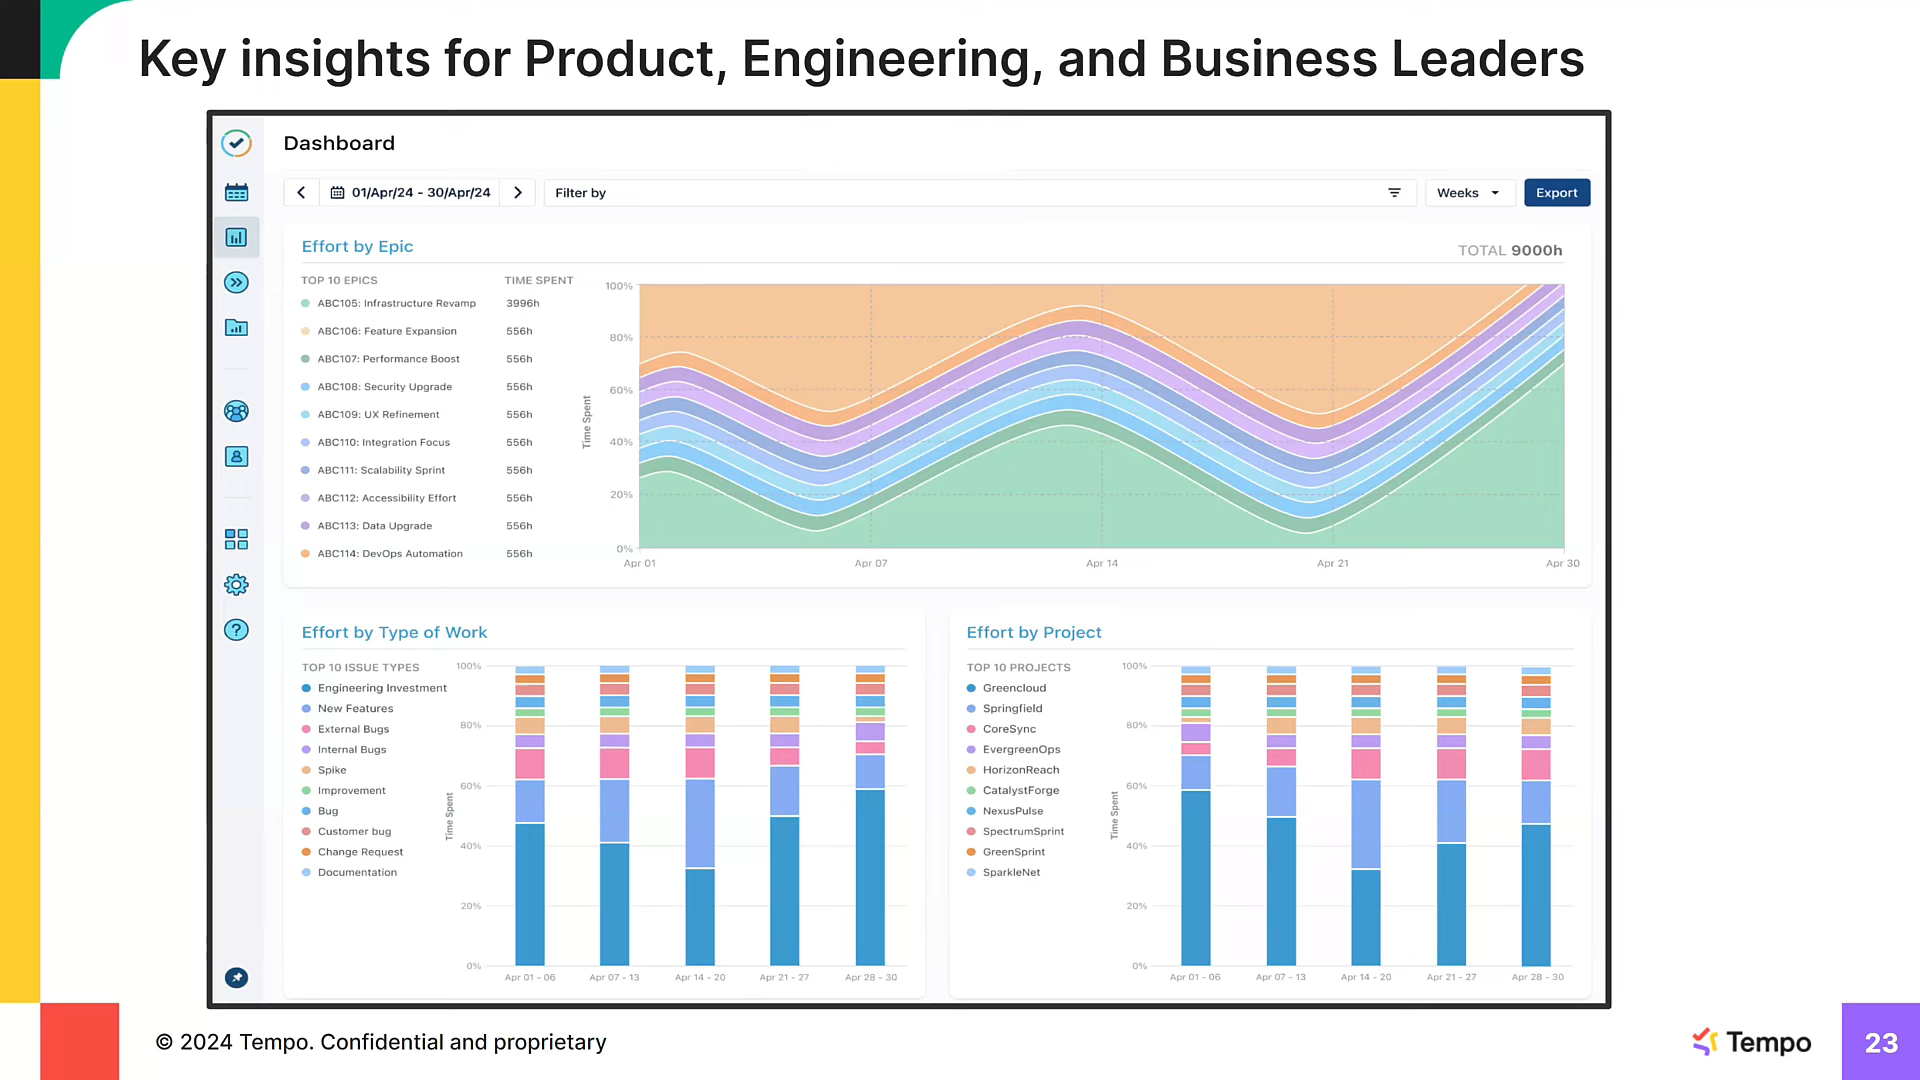 Key insights for Product, Engineering, and Business Leaders
Dashboard
01/Apr/24 - 30/Apr/24
Filter by
Weeks
Export
Effort by Epic
TOTAL 9000h
TOP 10 EPICS TIME SPENT
ABC105: Infrastructure Revamp 3996h
ABC106: Feature Expansion 556h
ABC107: Performance Boost 556h
ABC108: Security Upgrade 556h
ABC109: UX Refinement 556h
ABC110: Integration Focus 556h
ABC111: Scalability Sprint 556h
ABC112: Accessibility Effort 556h
ABC113: Data Upgrade 556h
ABC114: DevOps Automation 556h
Time Spent
100%
80%
60%
40%
20%
0%
Apr 01 Apr 07 Apr 14 Apr 21 Apr 30
Effort by Type of Work
TOP 10 ISSUE TYPES
Engineering Investment
New Features
External Bugs
Internal Bugs
Spike
Improvement
Bug
Customer bug
Change Request
Documentation
Time Spent
100%
80%
60%
40%
20%
0%
Apr 01 - 06 Apr 07 - 13 Apr 14 - 20 Apr 21 - 27 Apr 28 - 30
Effort by Project
TOP 10 PROJECTS
Greencloud
Springfield
CoreSync
EvergreenOps
HorizonReach
CatalystForge
NexusPulse
SpectrumSprint
GreenSprint
SparkleNet
Time Spent
100%
80%
60%
40%
20%
0%
Apr 01 - 06 Apr 07 - 13 Apr 14 - 20 Apr 21 - 27 Apr 28 - 30
© 2024 Tempo. Confidential and proprietary
Tempo
23